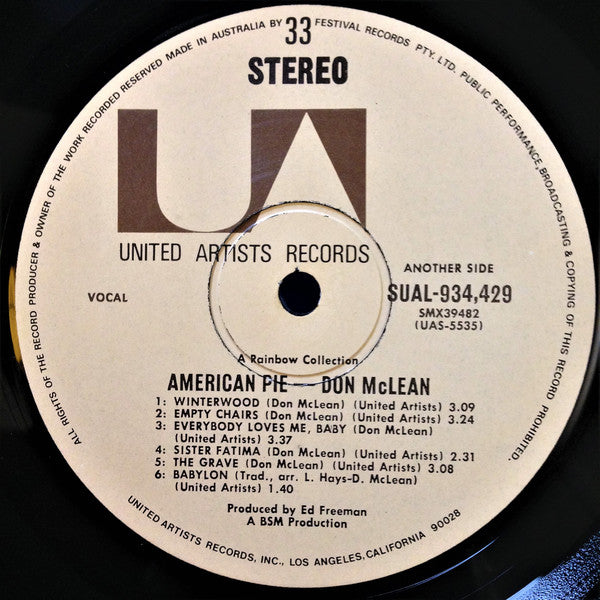 ALL RIGHTS OF THE RECORD PRODUCER & OWNER OF THE WORK RECORDED RESERVED MADE IN AUSTRALIA BY FESTIVAL RECORDS PTY. LTD. PUBLIC PERFORMANCE, BROADCASTING & COPYING OF THIS RECORD PROHIBITED.
33
STEREO
UA
UNITED ARTISTS RECORDS
ANOTHER SIDE
VOCAL
SUAL-934,429
SMX39482
(UAS-5535)
A Rainbow Collection
AMERICAN PIE — DON McLEAN
1: WINTERWOOD (Don McLean) (United Artists) 3.09
2: EMPTY CHAIRS (Don McLean) (United Artists) 3.24
3: EVERYBODY LOVES ME, BABY (Don McLean)
(United Artists) 3.37
4: SISTER FATIMA (Don McLean) (United Artists) 2.31
5: THE GRAVE (Don McLean) (United Artists) 3.08
6: BABYLON (Trad., arr. L. Hays-D. McLean)
(United Artists) 1.40
Produced by Ed Freeman
A BSM Production
UNITED ARTISTS RECORDS, INC., LOS ANGELES, CALIFORNIA 90028